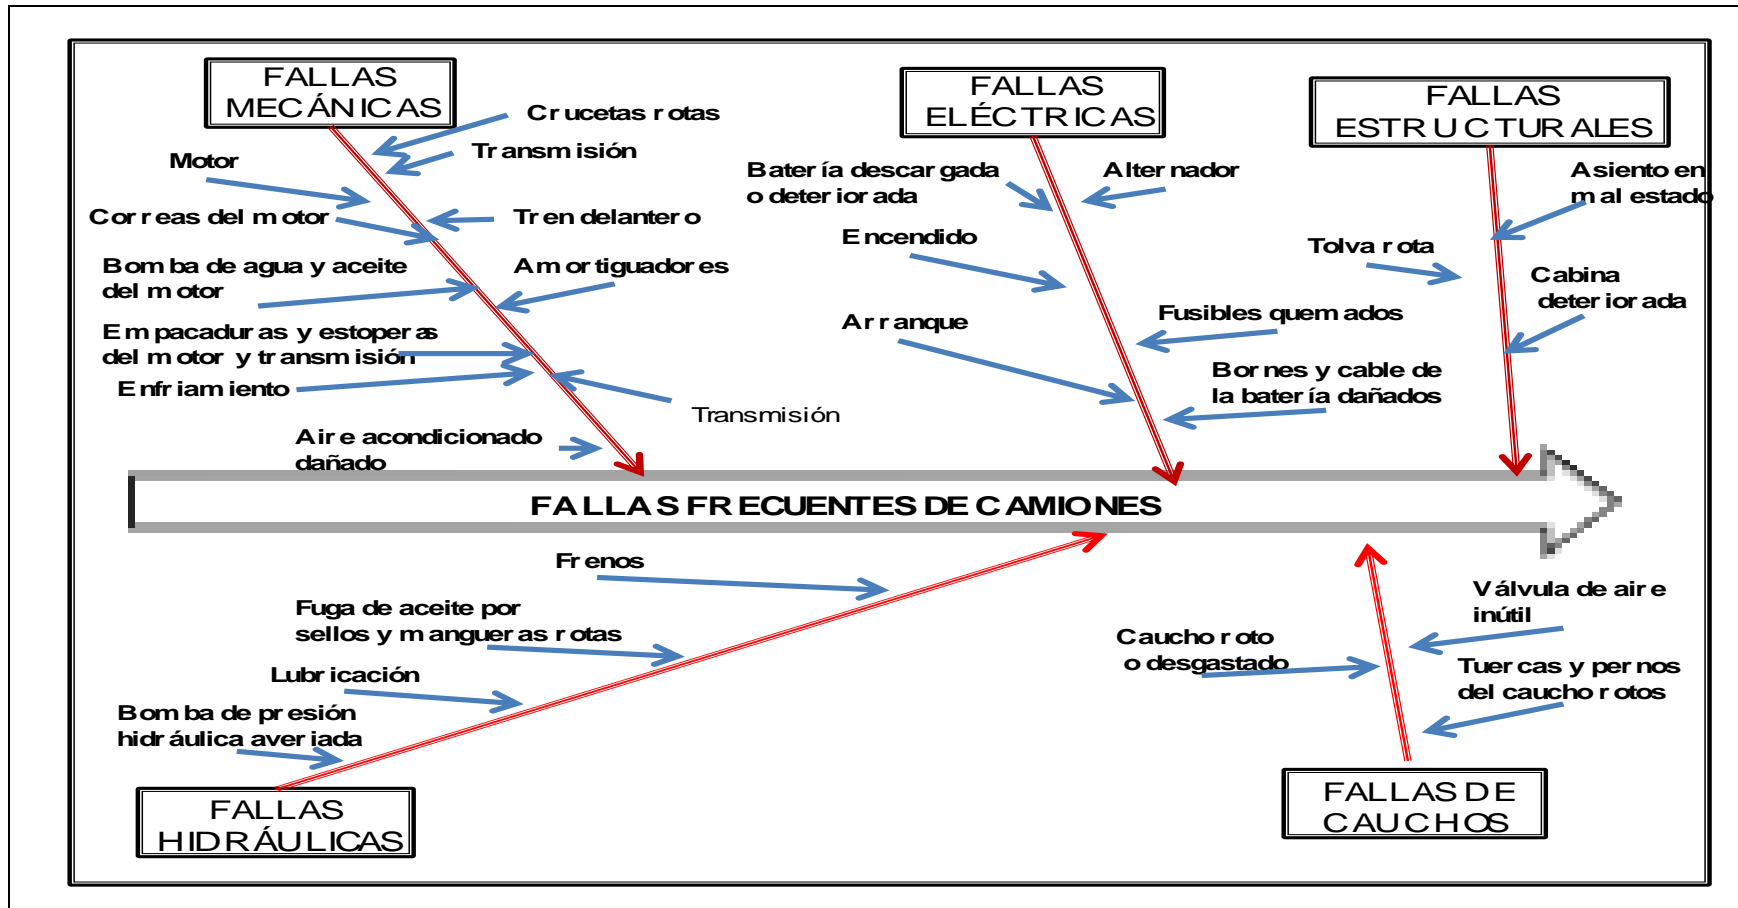 FALLAS
MECÁNICAS
FALLAS
ELÉCTRICAS
FALLAS
ESTRUCTURALES
Crucetas rotas
Transmisión
Motor
Correas del motor
Tren delantero
Bomba de agua y aceite
del motor
Amortiguadores
Empacaduras y estoperas
del motor y transmisión
Enfriamiento
Transmisión
Aire acondicionado
dañado
Batería descargada
o deteriorada
Alternador
Encendido
Arranque
Fusibles quemados
Bornes y cable de
la batería dañados
Asiento en
mal estado
Tolva rota
Cabina
deteriorada
FALLAS FRECUENTES DE CAMIONES
Frenos
Fuga de aceite por
sellos y mangueras rotas
Lubricación
Bomba de presión
hidráulica averiada
Válvula de aire
inútil
Caucho roto
o desgastado
Tuercas y pernos
del caucho rotos
FALLAS
HIDRÁULICAS
FALLAS DE
CAUCHOS